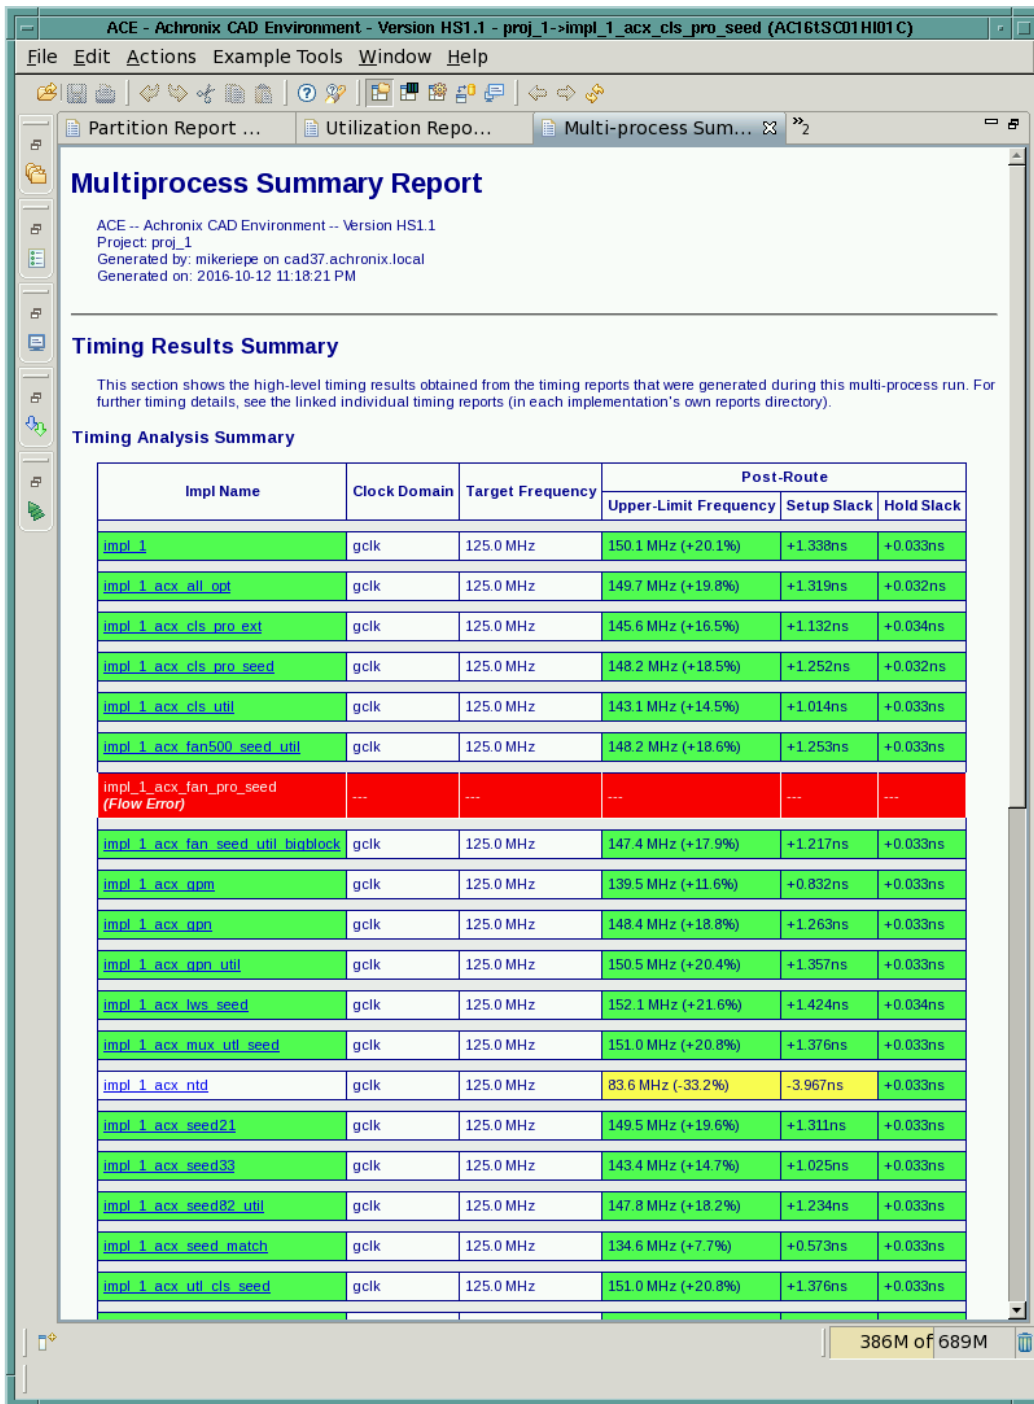 ACE - Achronix CAD Environment - Version HS1.1 - proj_1->impl_1_acx_cls_pro_seed (AC16tSC01HI01C)
File Edit Actions Example Tools Window Help
Partition Report ... Utilization Repo... Multi-process Sum... »2
Multiprocess Summary Report
ACE -- Achronix CAD Environment -- Version HS1.1
Project: proj_1
Generated by: mikeriepe on cad37.achronix.local
Generated on: 2016-10-12 11:18:21 PM
Timing Results Summary
This section shows the high-level timing results obtained from the timing reports that were generated during this multi-process run. For
further timing details, see the linked individual timing reports (in each implementation's own reports directory).
Timing Analysis Summary
Impl Name Clock Domain Target Frequency Post-Route
Upper-Limit Frequency Setup Slack Hold Slack
impl_1 gclk 125.0 MHz 150.1 MHz (+20.1%) +1.338ns +0.033ns
impl_1_acx_all_opt gclk 125.0 MHz 149.7 MHz (+19.8%) +1.319ns +0.032ns
impl_1_acx_cls_pro_ext gclk 125.0 MHz 145.6 MHz (+16.5%) +1.132ns +0.034ns
impl_1_acx_cls_pro_seed gclk 125.0 MHz 148.2 MHz (+18.5%) +1.252ns +0.032ns
impl_1_acx_cls_util gclk 125.0 MHz 143.1 MHz (+14.5%) +1.014ns +0.033ns
impl_1_acx_fan500_seed_util gclk 125.0 MHz 148.2 MHz (+18.6%) +1.253ns +0.033ns
impl_1_acx_fan_pro_seed
(Flow Error) --- --- --- --- ---
impl_1_acx_fan_seed_util_bigblock gclk 125.0 MHz 147.4 MHz (+17.9%) +1.217ns +0.033ns
impl_1_acx_qpm gclk 125.0 MHz 139.5 MHz (+11.6%) +0.832ns +0.033ns
impl_1_acx_qpn gclk 125.0 MHz 148.4 MHz (+18.8%) +1.263ns +0.033ns
impl_1_acx_qpn_util gclk 125.0 MHz 150.5 MHz (+20.4%) +1.357ns +0.033ns
impl_1_acx_lws_seed gclk 125.0 MHz 152.1 MHz (+21.6%) +1.424ns +0.034ns
impl_1_acx_mux_utl_seed gclk 125.0 MHz 151.0 MHz (+20.8%) +1.376ns +0.033ns
impl_1_acx_ntd gclk 125.0 MHz 83.6 MHz (-33.2%) -3.967ns +0.033ns
impl_1_acx_seed21 gclk 125.0 MHz 149.5 MHz (+19.6%) +1.311ns +0.033ns
impl_1_acx_seed33 gclk 125.0 MHz 143.4 MHz (+14.7%) +1.025ns +0.033ns
impl_1_acx_seed82_util gclk 125.0 MHz 147.8 MHz (+18.2%) +1.234ns +0.033ns
impl_1_acx_seed_match gclk 125.0 MHz 134.6 MHz (+7.7%) +0.573ns +0.033ns
impl_1_acx_utl_cls_seed gclk 125.0 MHz 151.0 MHz (+20.8%) +1.376ns +0.033ns
386M of 689M